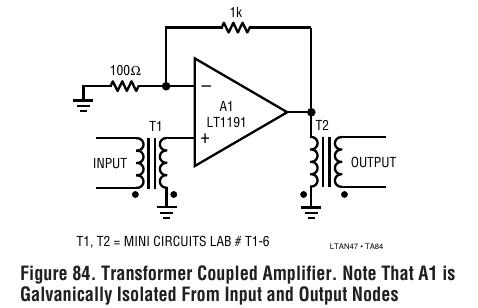 1k
100Ω
−
A1
LT1191
+
T1
T2
INPUT
OUTPUT
T1, T2 = MINI CIRCUITS LAB # T1-6
LTAN47 • TA84
Figure 84. Transformer Coupled Amplifier. Note That A1 is
Galvanically Isolated From Input and Output Nodes